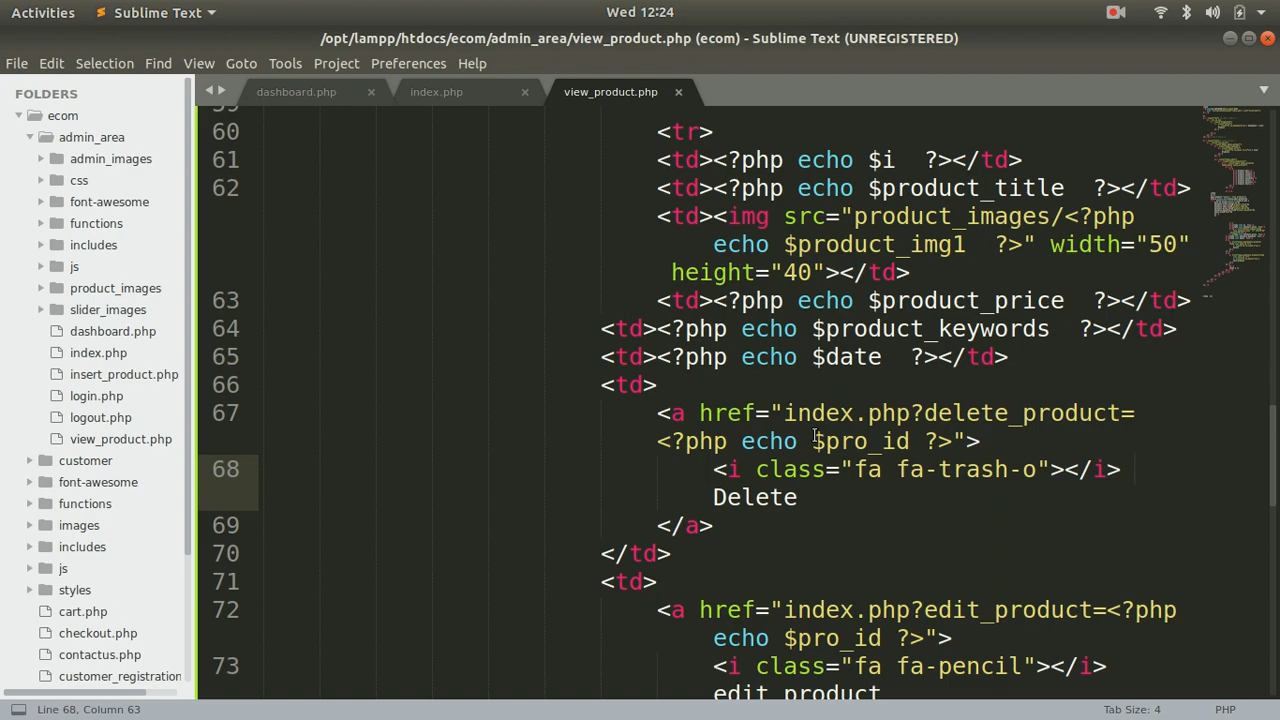 Activities Sublime Text Wed 12:24
/opt/lampp/htdocs/ecom/admin_area/view_product.php (ecom) - Sublime Text (UNREGISTERED)
File Edit Selection Find View Goto Tools Project Preferences Help
FOLDERS
ecom
admin_area
admin_images
css
font-awesome
functions
includes
js
product_images
slider_images
dashboard.php
index.php
insert_product.php
login.php
logout.php
view_product.php
customer
font-awesome
functions
images
includes
js
styles
cart.php
checkout.php
contactus.php
customer_registration
dashboard.php × index.php × view_product.php ×
59
60 <tr>
61 <td><?php echo $i  ?></td>
62 <td><?php echo $product_title  ?></td>
<td><img src="product_images/<?php
echo $product_img1  ?>" width="50"
height="40"></td>
63 <td><?php echo $product_price  ?></td>
64 <td><?php echo $product_keywords  ?></td>
65 <td><?php echo $date  ?></td>
66 <td>
67 <a href="index.php?delete_product=
<?php echo $pro_id ?>">
68 <i class="fa fa-trash-o"></i>
Delete
69 </a>
70 </td>
71 <td>
72 <a href="index.php?edit_product=<?php
echo $pro_id ?>">
73 <i class="fa fa-pencil"></i>
edit product
Line 68, Column 63 Tab Size: 4 PHP